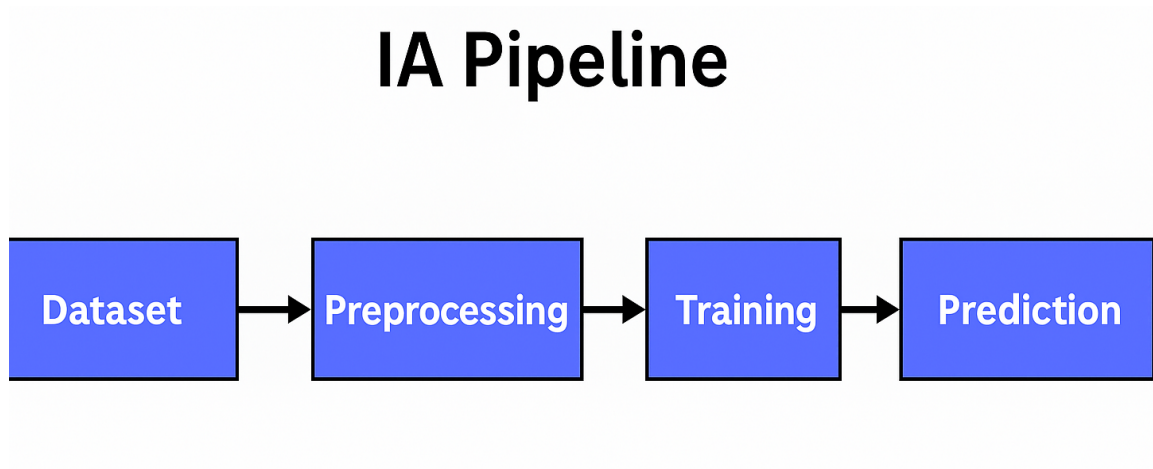 IA Pipeline
Dataset
Preprocessing
Training
Prediction